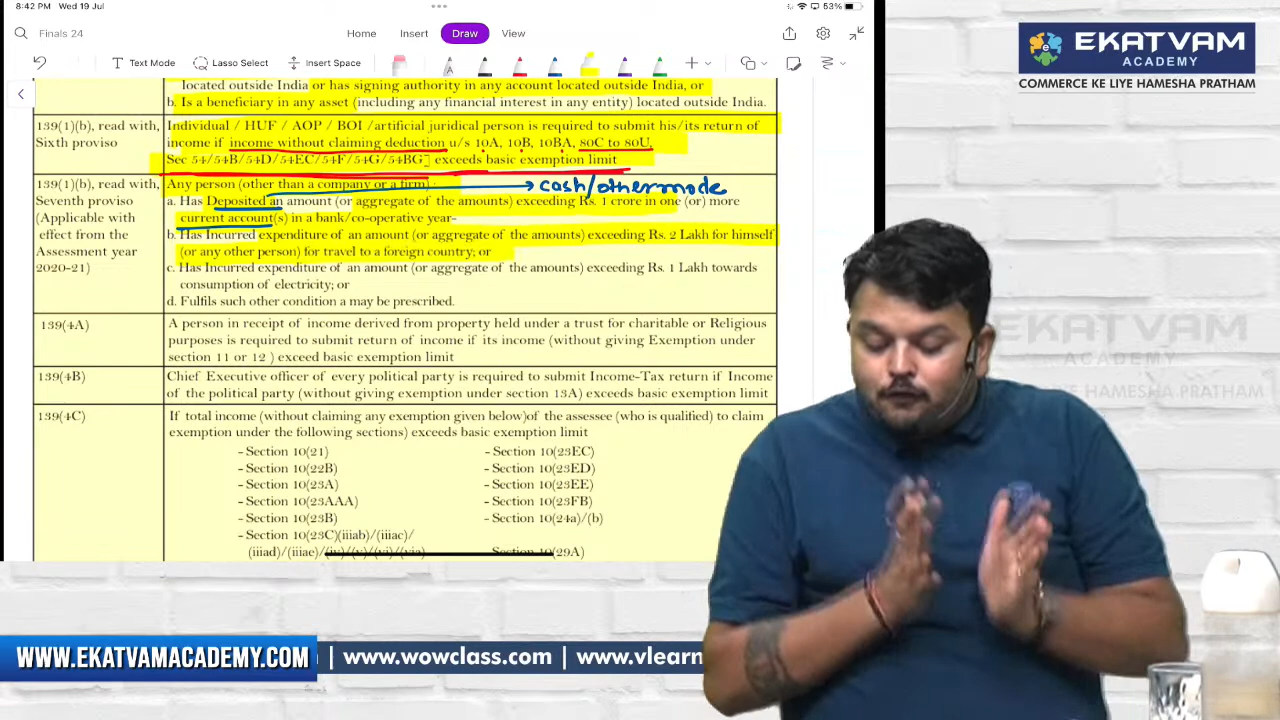 8:42 PM Wed 19 Jul
53%
Finals 24
Home Insert Draw View
Text Mode Lasso Select Insert Space
EKATVAM
ACADEMY
COMMERCE KE LIYE HAMESHA PRATHAM
located outside India or has signing authority in any account located outside India, or
b. Is a beneficiary in any asset (including any financial interest in any entity) located outside India.
139(1)(b), read with, Sixth proviso
Individual / HUF / AOP / BOI /artificial juridical person is required to submit his/its return of
income if income without claiming deduction u/s 10A, 10B, 10BA, 80C to 80U,
Sec 54/54B/54D/54EC/54F/54G/54BG] exceeds basic exemption limit
139(1)(b), read with,
Seventh proviso
(Applicable with
effect from the
Assessment year
2020-21)
Any person (other than a company or a firm) :
cash/othermode
a. Has Deposited an amount (or aggregate of the amounts) exceeding Rs. 1 crore in one (or) more
current account(s) in a bank/co-operative year-
b. Has Incurred expenditure of an amount (or aggregate of the amounts) exceeding Rs. 2 Lakh for himself
(or any other person) for travel to a foreign country; or
c. Has Incurred expenditure of an amount (or aggregate of the amounts) exceeding Rs. 1 Lakh towards
consumption of electricity; or
d. Fulfils such other condition a may be prescribed.
139(4A)
A person in receipt of income derived from property held under a trust for charitable or Religious
purposes is required to submit return of income if its income (without giving Exemption under
section 11 or 12 ) exceed basic exemption limit
139(4B)
Chief Executive officer of every political party is required to submit Income-Tax return if Income
of the political party (without giving exemption under section 13A) exceeds basic exemption limit
139(4C)
If total income (without claiming any exemption given below)of the assessee (who is qualified) to claim
exemption under the following sections) exceeds basic exemption limit
- Section 10(21)
- Section 10(22B)
- Section 10(23A)
- Section 10(23AAA)
- Section 10(23B)
- Section 10(23C)(iiiab)/(iiiac)/
(iiiad)/(iiiae)/(iv)/(v)/(vi)/(via)
- Section 10(23EC)
- Section 10(23ED)
- Section 10(23EE)
- Section 10(23FB)
- Section 10(24a)/(b)
Section 10(29A)
EKATVAM
ACADEMY
HAMESHA PRATHAM
WWW.EKATVAMACADEMY.COM
| www.wowclass.com | www.vlearn